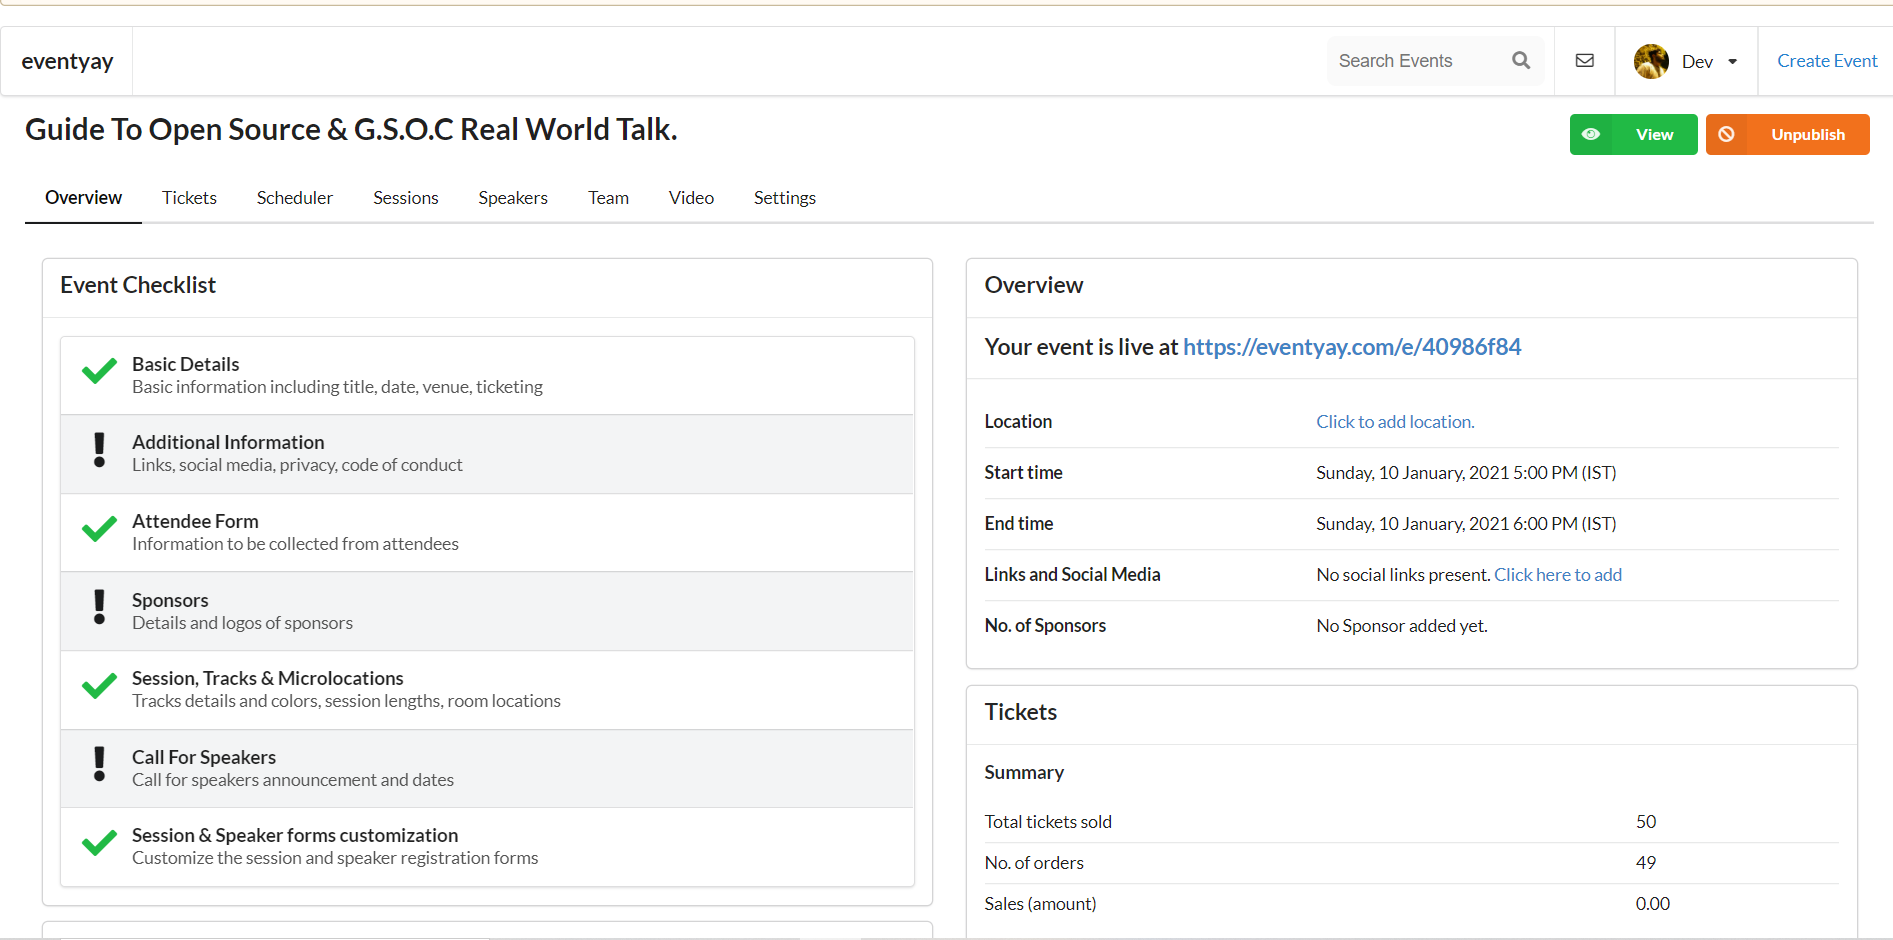 eventyay
Search Events
Dev
Create Event
Guide To Open Source & G.S.O.C Real World Talk.
View
Unpublish
Overview Tickets Scheduler Sessions Speakers Team Video Settings
Event Checklist
Basic Details
Basic information including title, date, venue, ticketing
Additional Information
Links, social media, privacy, code of conduct
Attendee Form
Information to be collected from attendees
Sponsors
Details and logos of sponsors
Session, Tracks & Microlocations
Tracks details and colors, session lengths, room locations
Call For Speakers
Call for speakers announcement and dates
Session & Speaker forms customization
Customize the session and speaker registration forms
Overview
Your event is live at https://eventyay.com/e/40986f84
Location Click to add location.
Start time Sunday, 10 January, 2021 5:00 PM (IST)
End time Sunday, 10 January, 2021 6:00 PM (IST)
Links and Social Media No social links present. Click here to add
No. of Sponsors No Sponsor added yet.
Tickets
Summary
Total tickets sold 50
No. of orders 49
Sales (amount) 0.00